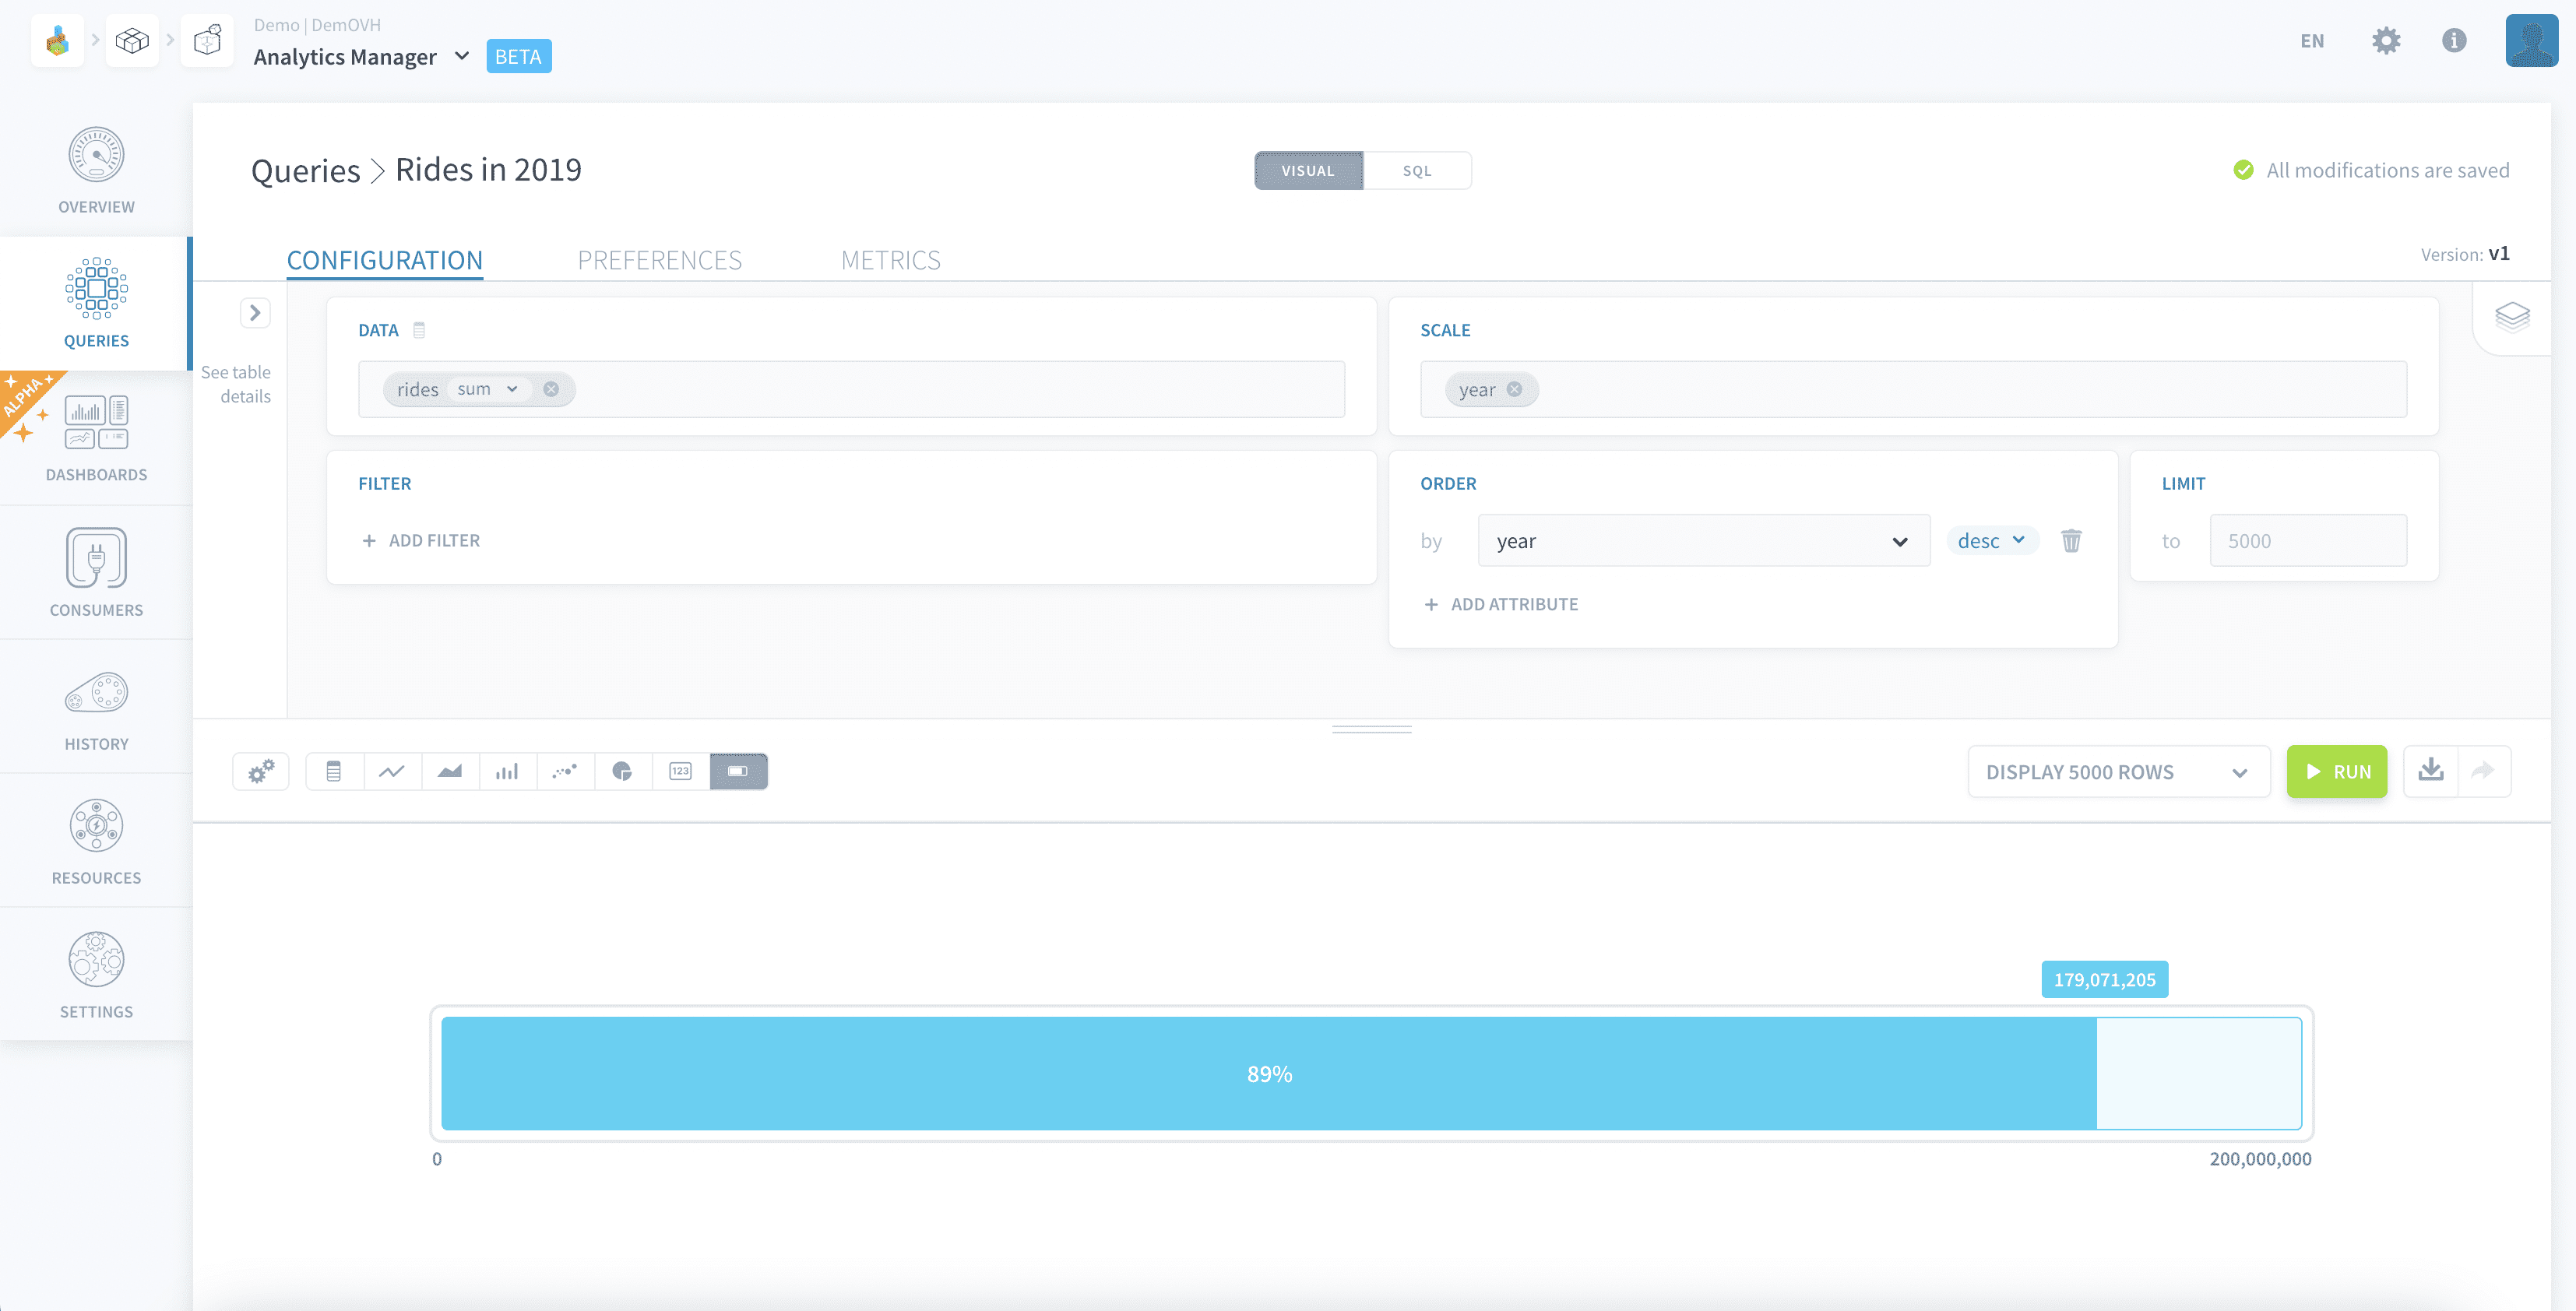 Demo | DemOVH
Analytics Manager
BETA
EN
OVERVIEW
QUERIES
ALPHA
DASHBOARDS
CONSUMERS
HISTORY
RESOURCES
SETTINGS
Queries > Rides in 2019
VISUAL
SQL
All modifications are saved
CONFIGURATION
PREFERENCES
METRICS
Version: v1
See table
details
DATA
rides sum
SCALE
year
FILTER
+ ADD FILTER
ORDER
by year desc
+ ADD ATTRIBUTE
LIMIT
to 5000
123
DISPLAY 5000 ROWS
RUN
179,071,205
89%
0
200,000,000